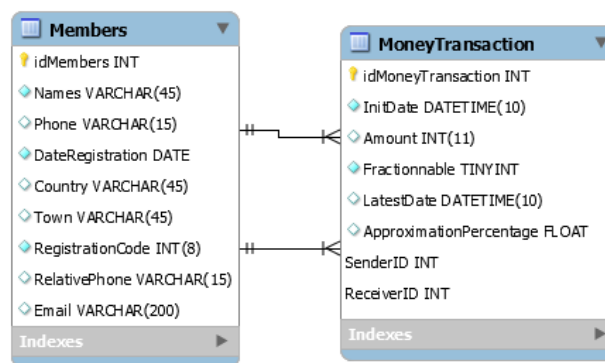 Members
idMembers INT
Names VARCHAR(45)
Phone VARCHAR(15)
DateRegistration DATE
Country VARCHAR(45)
Town VARCHAR(45)
RegistrationCode INT(8)
RelativePhone VARCHAR(15)
Email VARCHAR(200)
Indexes
MoneyTransaction
idMoneyTransaction INT
InitDate DATETIME(10)
Amount INT(11)
Fractionnable TINYINT
LatestDate DATETIME(10)
ApproximationPercentage FLOAT
SenderID INT
ReceiverID INT
Indexes